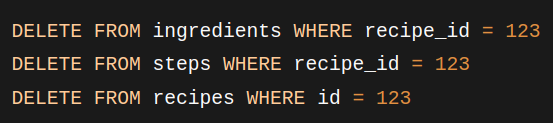 DELETE FROM ingredients WHERE recipe_id = 123
DELETE FROM steps WHERE recipe_id = 123
DELETE FROM recipes WHERE id = 123